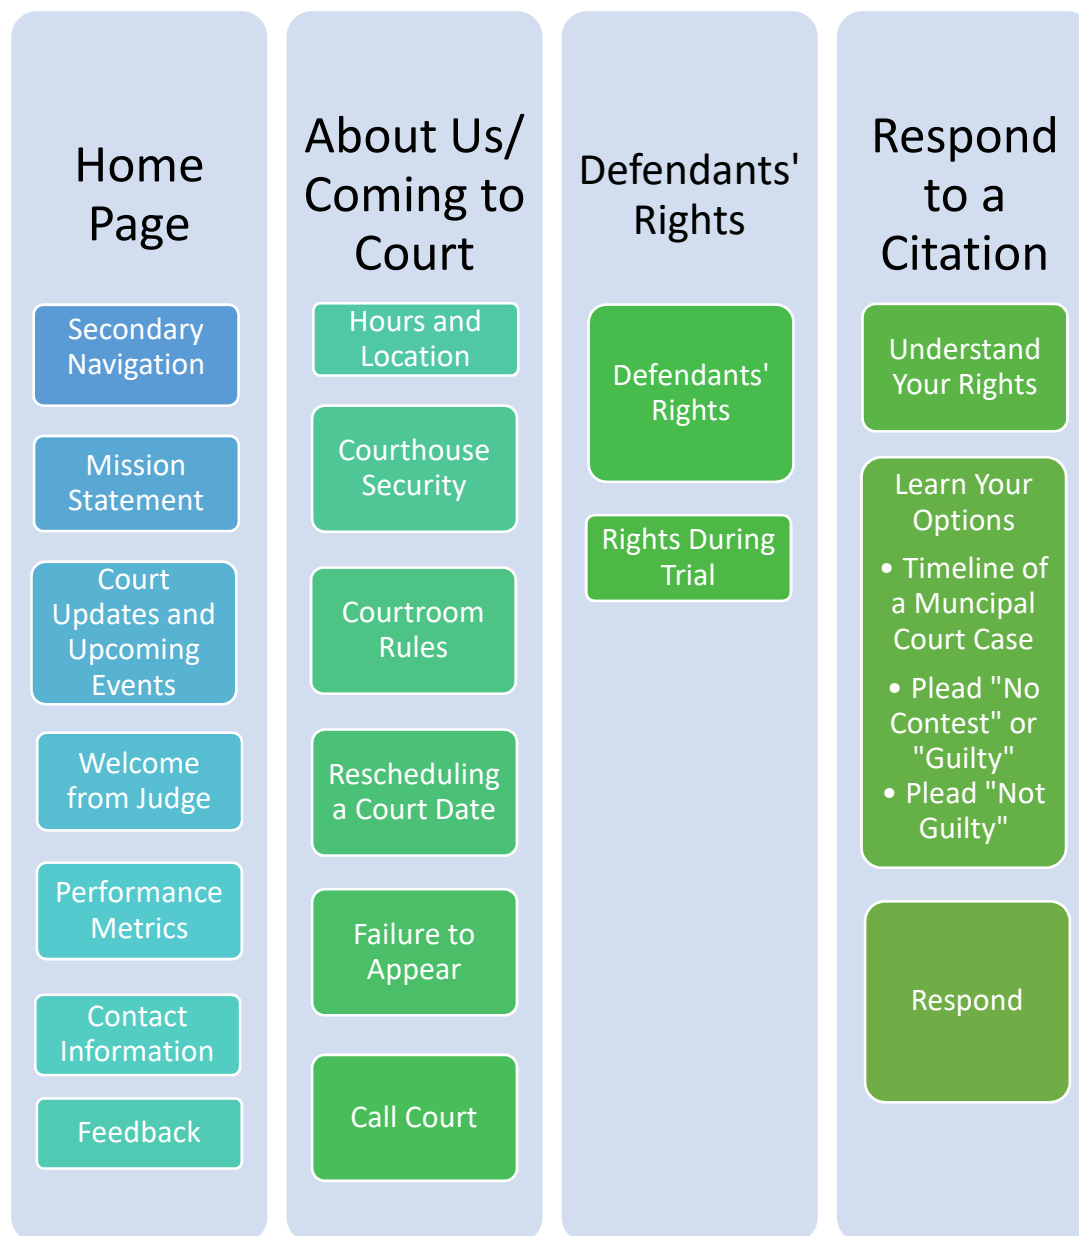 Home
Page
Secondary
Navigation
Mission
Statement
Court
Updates and
Upcoming
Events
Welcome
from Judge
Performance
Metrics
Contact
Information
Feedback
About Us/
Coming to
Court
Hours and
Location
Courthouse
Security
Courtroom
Rules
Rescheduling
a Court Date
Failure to
Appear
Call Court
Defendants'
Rights
Defendants'
Rights
Rights During
Trial
Respond
to a
Citation
Understand
Your Rights
Learn Your
Options
• Timeline of
a Muncipal
Court Case
• Plead "No
Contest" or
"Guilty"
• Plead "Not
Guilty"
Respond